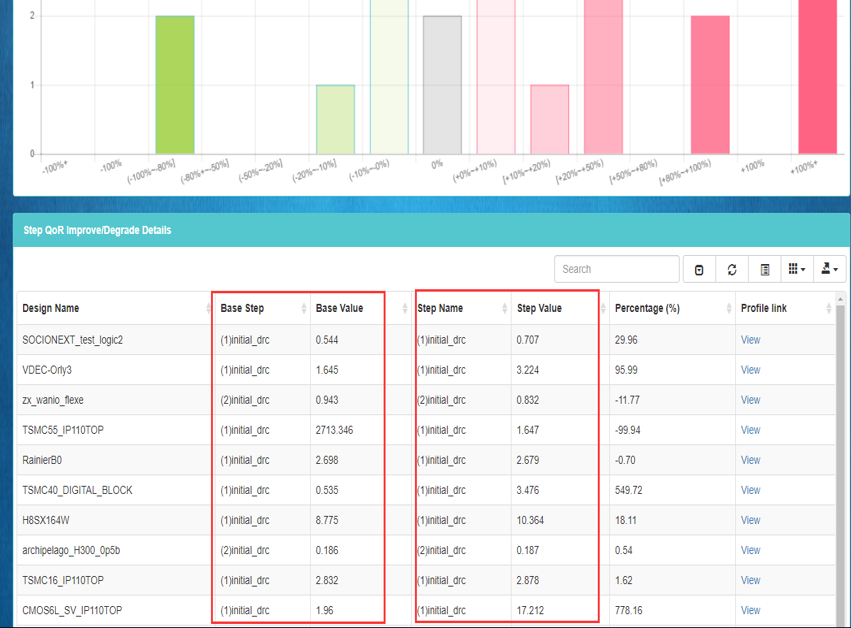 2
1
0
-100%*
-100%
(-100%~-80%]
(-80%+~-50%]
(-50%~-20%]
(-20%~-10%]
(-10%~-0%)
0%
(+0%~+10%)
[+10%~+20%)
[+20%~+50%)
[+50%~+80%)
[+80%~+100%)
+100%
+100%*
Step QoR Improve/Degrade Details
Search
Design Name Base Step Base Value Step Name Step Value Percentage (%) Profile link
SOCIONEXT_test_logic2 (1)initial_drc 0.544 (1)initial_drc 0.707 29.96 View
VDEC-Orly3 (1)initial_drc 1.645 (1)initial_drc 3.224 95.99 View
zx_wanio_flexe (2)initial_drc 0.943 (2)initial_drc 0.832 -11.77 View
TSMC55_IP110TOP (1)initial_drc 2713.346 (1)initial_drc 1.647 -99.94 View
RainierB0 (1)initial_drc 2.698 (1)initial_drc 2.679 -0.70 View
TSMC40_DIGITAL_BLOCK (1)initial_drc 0.535 (1)initial_drc 3.476 549.72 View
H8SX164W (1)initial_drc 8.775 (1)initial_drc 10.364 18.11 View
archipelago_H300_0p5b (2)initial_drc 0.186 (2)initial_drc 0.187 0.54 View
TSMC16_IP110TOP (1)initial_drc 2.832 (1)initial_drc 2.878 1.62 View
CMOS6L_SV_IP110TOP (1)initial_drc 1.96 (1)initial_drc 17.212 778.16 View